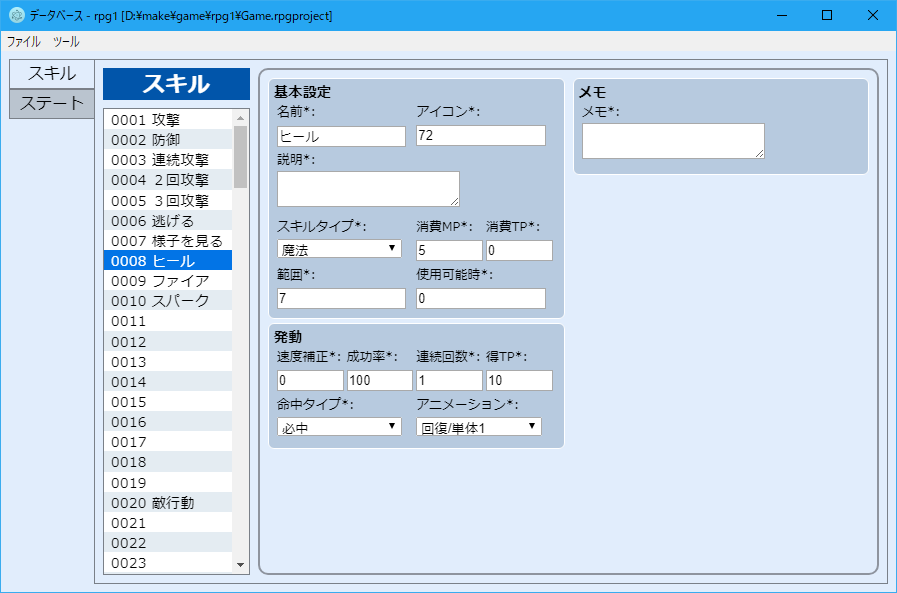 データベース - rpg1 [D:¥make¥game¥rpg1¥Game.rpgproject]
ファイル ツール
スキル
ステート
スキル
0001 攻撃
0002 防御
0003 連続攻撃
0004 ２回攻撃
0005 ３回攻撃
0006 逃げる
0007 様子を見る
0008 ヒール
0009 ファイア
0010 スパーク
0011
0012
0013
0014
0015
0016
0017
0018
0019
0020 敵行動
0021
0022
0023
基本設定
名前*: アイコン*:
ヒール 72
説明*:
スキルタイプ*: 消費MP*: 消費TP*:
魔法 5 0
範囲*: 使用可能時*:
7 0
発動
速度補正*: 成功率*: 連続回数*: 得TP*:
0 100 1 10
命中タイプ*: アニメーション*:
必中 回復/単体1
メモ
メモ*: